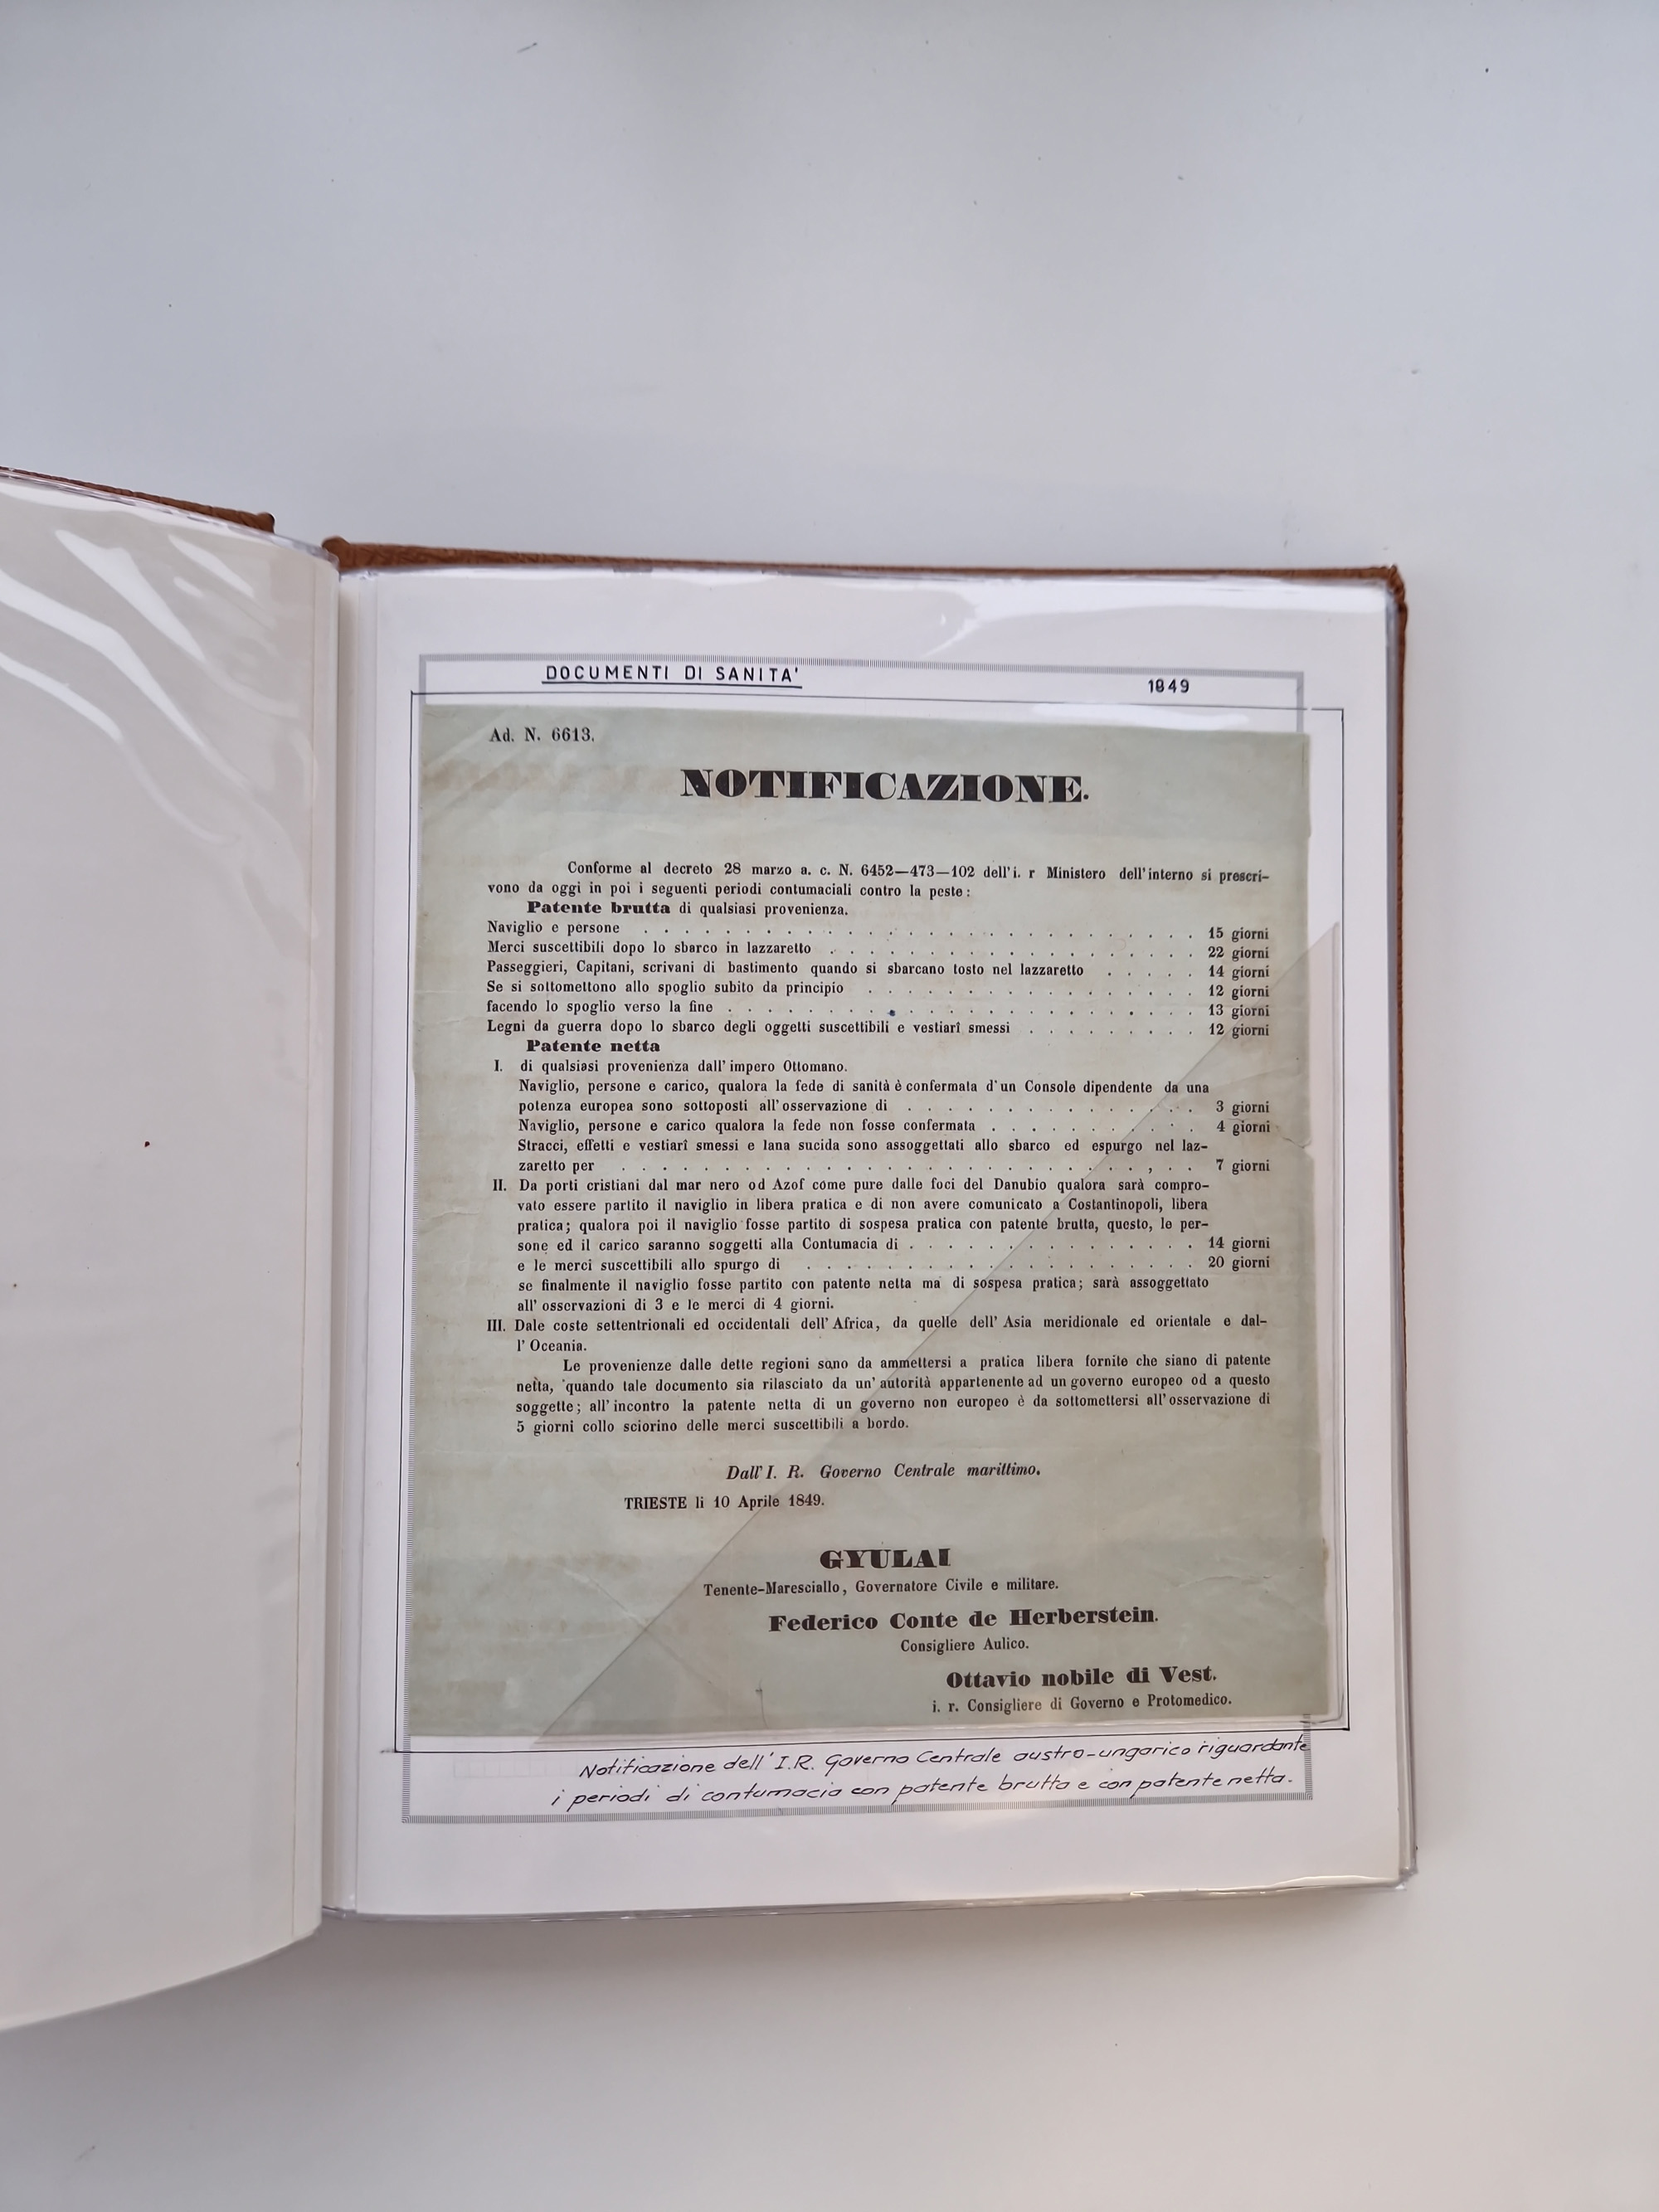 DOCUMENTI DI SANITA'
1849
Ad. N. 6613.
NOTIFICAZIONE.
Conforme al decreto 28 marzo a. c. N. 6452—473—102 dell'i. r Ministero dell'interno si prescri-
vono da oggi in poi i seguenti periodi contumaciali contro la peste:
Patente brutta di qualsiasi provenienza.
Naviglio e persone . . . . . . . . . . . . . . . . . . . . . . . . . . . . 15 giorni
Merci suscettibili dopo lo sbarco in lazzaretto . . . . . . . . . . . . . . . . . . 22 giorni
Passeggieri, Capitani, scrivani di bastimento quando si sbarcano tosto nel lazzaretto . . . . . 14 giorni
Se si sottomettono allo spoglio subito da principio . . . . . . . . . . . . . . . . 12 giorni
facendo lo spoglio verso la fine . . . . . . . . . . . . . . . . . . . . . . . 13 giorni
Legni da guerra dopo lo sbarco degli oggetti suscettibili e vestiarî smessi . . . . . . . . . 12 giorni
Patente netta
I. di qualsiasi provenienza dall' impero Ottomano.
Naviglio, persone e carico, qualora la fede di sanità è confermata d'un Console dipendente da una
potenza europea sono sottoposti all'osservazione di . . . . . . . . . . . . . . 3 giorni
Naviglio, persone e carico qualora la fede non fosse confermata . . . . . . . . . . 4 giorni
Stracci, effetti e vestiarî smessi e lana sucida sono assoggettati allo sbarco ed espurgo nel laz-
zaretto per . . . . . . . . . . . . . . . . . . . . . . . , . . 7 giorni
II. Da porti cristiani dal mar nero od Azof come pure dalle foci del Danubio qualora sarà compro-
vato essere partito il naviglio in libera pratica e di non avere comunicato a Costantinopoli, libera
pratica; qualora poi il naviglio fosse partito di sospesa pratica con patente brutta, questo, le per-
sone ed il carico saranno soggetti alla Contumacia di . . . . . . . . . . . . . . 14 giorni
e le merci suscettibili allo spurgo di . . . . . . . . . . . . . . . . . . . 20 giorni
se finalmente il naviglio fosse partito con patente netta ma di sospesa pratica; sarà assoggettato
all' osservazioni di 3 e le merci di 4 giorni.
III. Dale coste settentrionali ed occidentali dell' Africa, da quelle dell' Asia meridionale ed orientale e dal-
l' Oceania.
Le provenienze dalle dette regioni sono da ammettersi a pratica libera fornite che siano di patente
netta, quando tale documento sia rilasciato da un' autorità appartenente ad un governo europeo od a questo
soggette; all' incontro la patente netta di un governo non europeo è da sottomettersi all'osservazione di
5 giorni collo sciorino delle merci suscettibili a bordo.
Dall' I. R. Governo Centrale marittimo.
TRIESTE li 10 Aprile 1849.
GYULAI
Tenente-Maresciallo, Governatore Civile e militare.
Federico Conte de Herberstein.
Consigliere Aulico.
Ottavio nobile di Vest.
i. r. Consigliere di Governo e Protomedico.
Notificazione dell' I.R. Governo Centrale austro-ungarico riguardante
i periodi di contumacia con patente brutta e con patente netta.